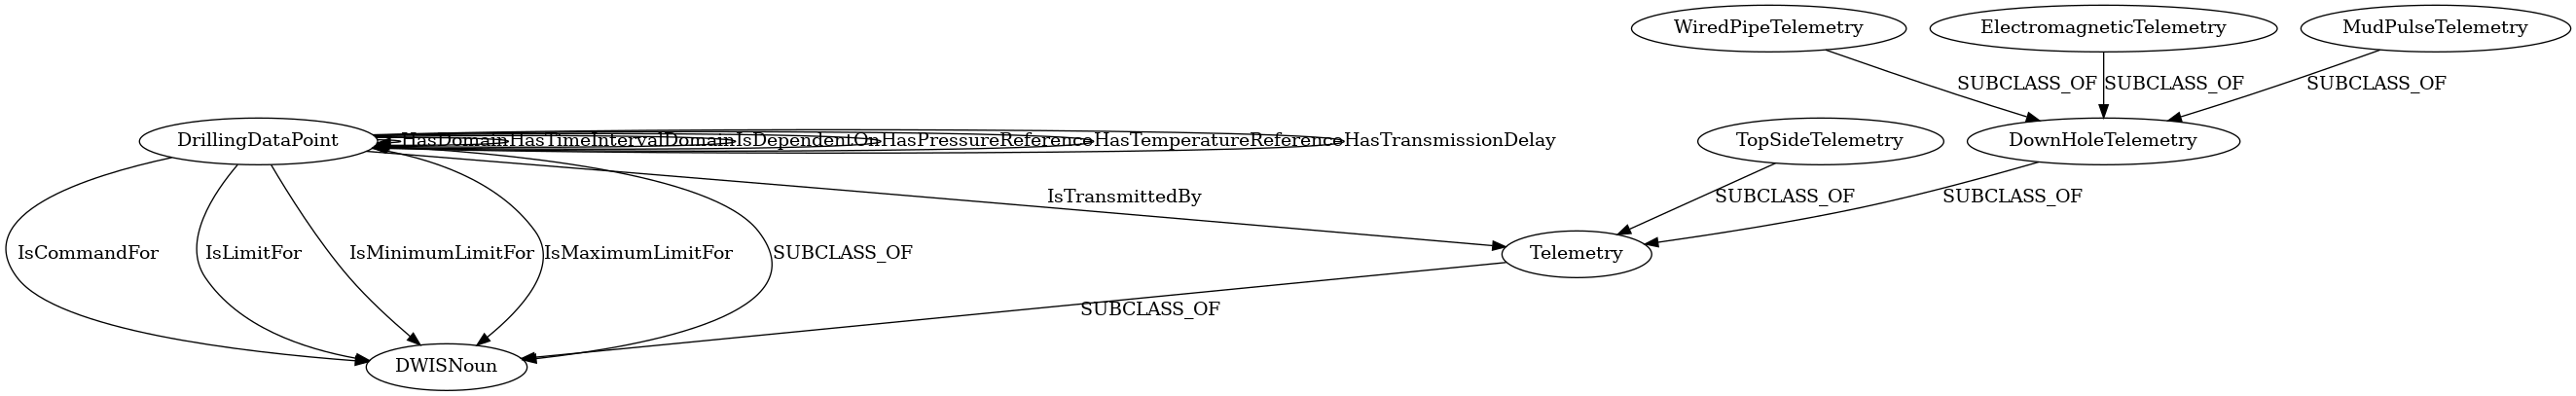 WiredPipeTelemetry
ElectromagneticTelemetry
MudPulseTelemetry
SUBCLASS_OF
SUBCLASS_OF
SUBCLASS_OF
DrillingDataPoint
HasDomain
HasTimeIntervalDomain
IsDependentOn
HasPressureReference
HasTemperatureReference
HasTransmissionDelay
TopSideTelemetry
DownHoleTelemetry
IsTransmittedBy
SUBCLASS_OF
SUBCLASS_OF
IsCommandFor
IsLimitFor
IsMinimumLimitFor
IsMaximumLimitFor
SUBCLASS_OF
Telemetry
SUBCLASS_OF
DWISNoun